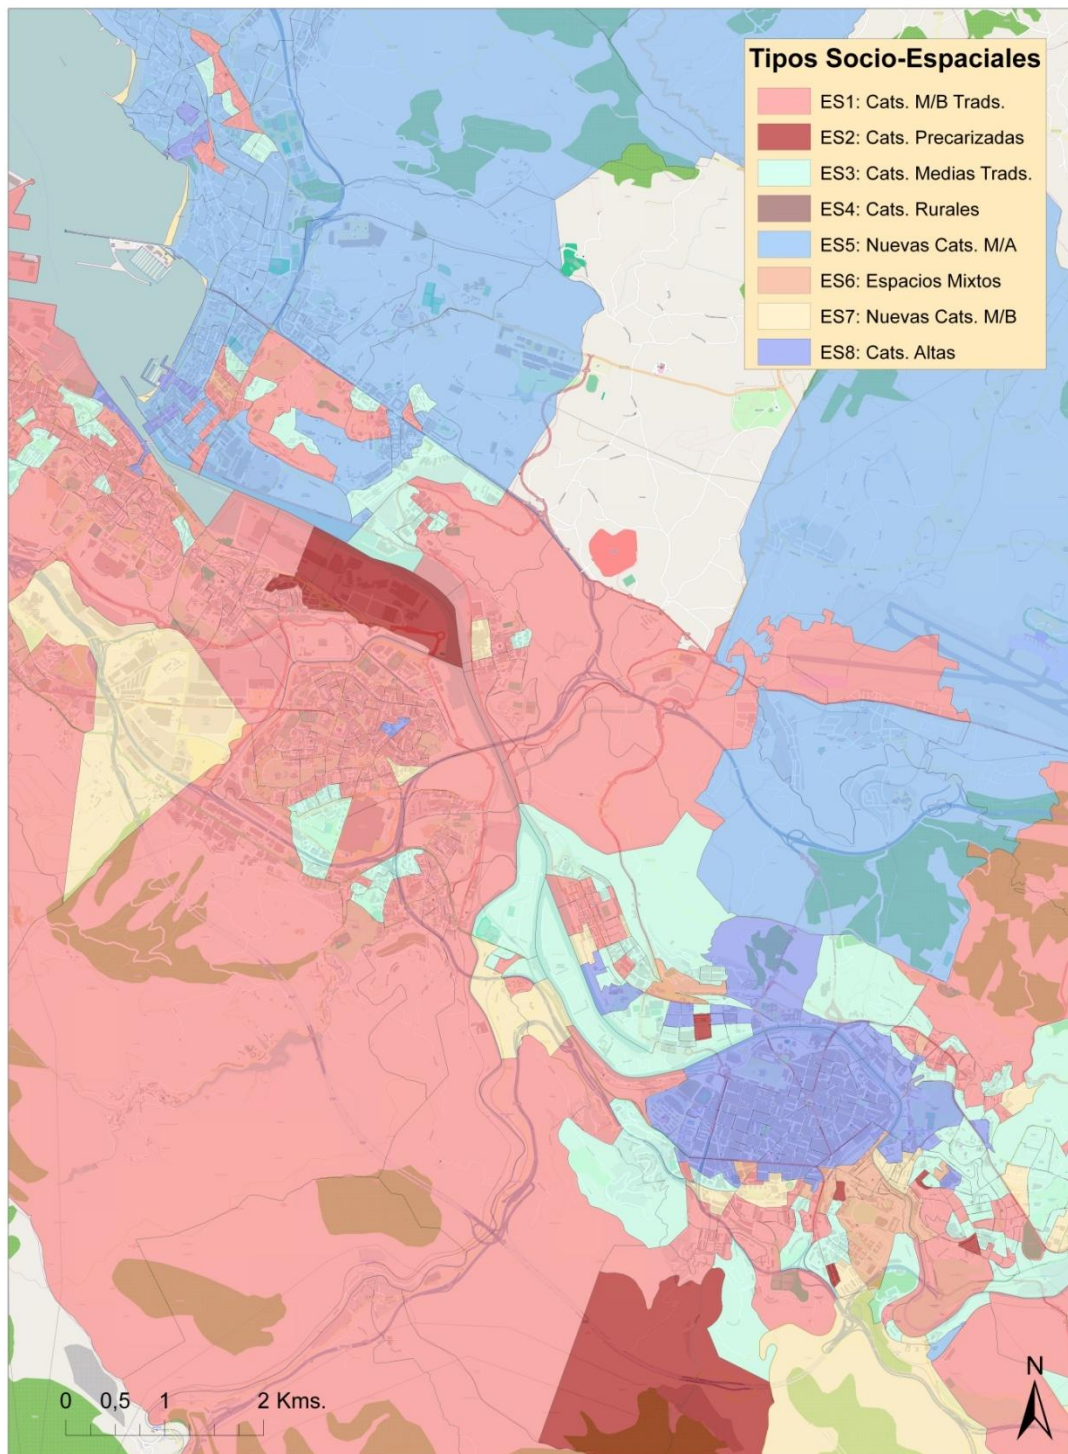 Tipos Socio-Espaciales
ES1: Cats. M/B Trads.
ES2: Cats. Precarizadas
ES3: Cats. Medias Trads.
ES4: Cats. Rurales
ES5: Nuevas Cats. M/A
ES6: Espacios Mixtos
ES7: Nuevas Cats. M/B
ES8: Cats. Altas
N
0 0,5 1 2 Kms.